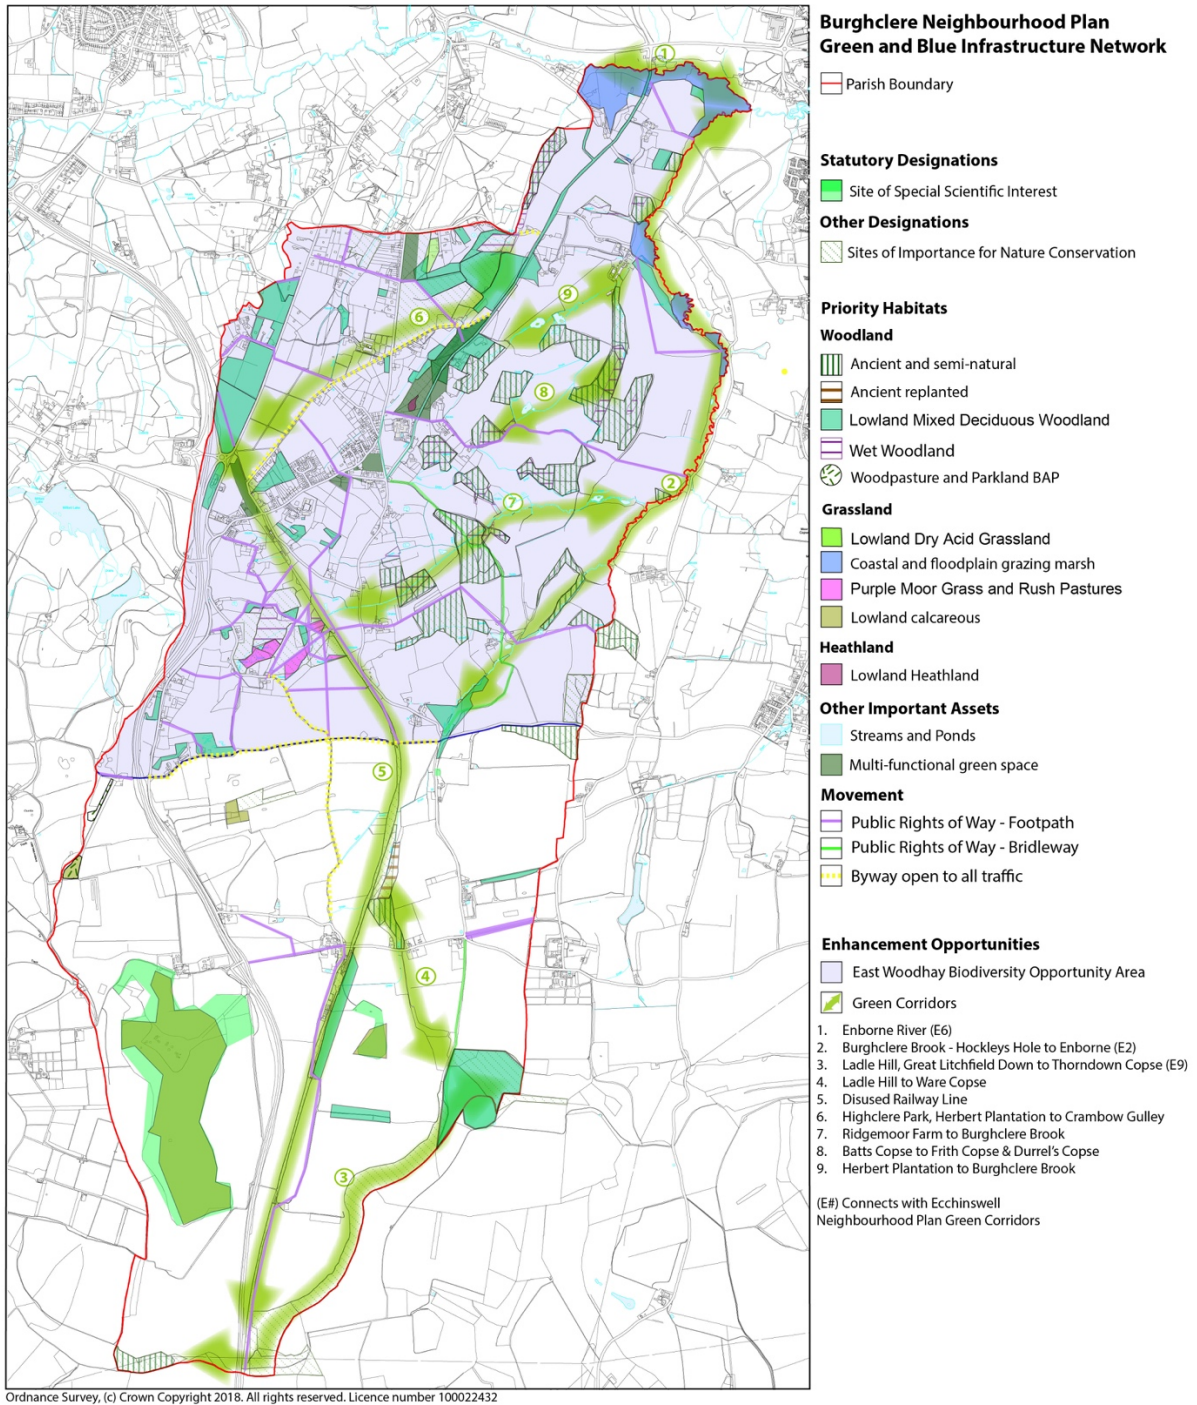 Burghclere Neighbourhood Plan
Green and Blue Infrastructure Network
Parish Boundary
Statutory Designations
Site of Special Scientific Interest
Other Designations
Sites of Importance for Nature Conservation
Priority Habitats
Woodland
Ancient and semi-natural
Ancient replanted
Lowland Mixed Deciduous Woodland
Wet Woodland
Woodpasture and Parkland BAP
Grassland
Lowland Dry Acid Grassland
Coastal and floodplain grazing marsh
Purple Moor Grass and Rush Pastures
Lowland calcareous
Heathland
Lowland Heathland
Other Important Assets
Streams and Ponds
Multi-functional green space
Movement
Public Rights of Way - Footpath
Public Rights of Way - Bridleway
Byway open to all traffic
Enhancement Opportunities
East Woodhay Biodiversity Opportunity Area
Green Corridors
1. Enborne River (E6)
2. Burghclere Brook - Hockleys Hole to Enborne (E2)
3. Ladle Hill, Great Litchfield Down to Thorndown Copse (E9)
4. Ladle Hill to Ware Copse
5. Disused Railway Line
6. Highclere Park, Herbert Plantation to Crambow Gulley
7. Ridgemoor Farm to Burghclere Brook
8. Batts Copse to Frith Copse & Durrel's Copse
9. Herbert Plantation to Burghclere Brook
(E#) Connects with Ecchinswell
Neighbourhood Plan Green Corridors
1
9
6
8
2
7
5
4
3
Ordnance Survey, (c) Crown Copyright 2018. All rights reserved. Licence number 100022432